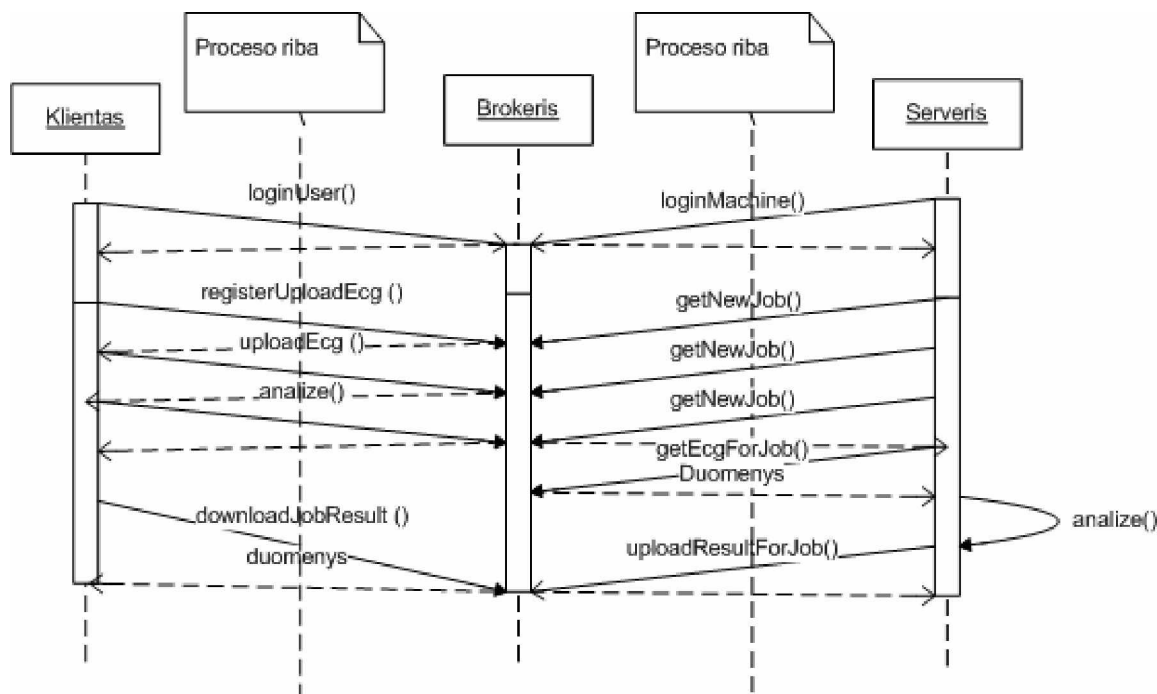 Proceso riba
Proceso riba
Klientas
Brokeris
Serveris
loginUser()
loginMachine()
registerUploadEcg ()
getNewJob()
uploadEcg ()
getNewJob()
analize()
getNewJob()
getEcgForJob()
Duomenys
downloadJobResult ()
analize()
uploadResultForJob()
duomenys